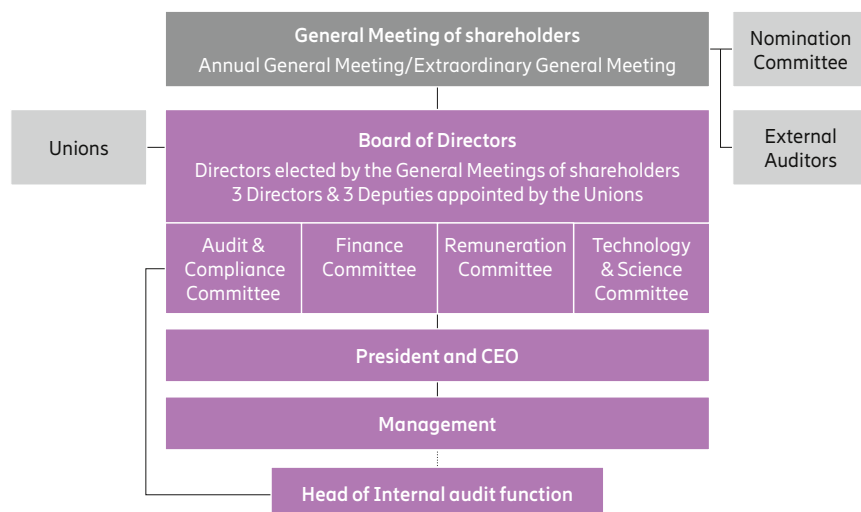 General Meeting of shareholders
Annual General Meeting/Extraordinary General Meeting
Nomination
Committee
Unions
Board of Directors
Directors elected by the General Meetings of shareholders
3 Directors & 3 Deputies appointed by the Unions
External
Auditors
Audit &
Compliance
Committee
Finance
Committee
Remuneration
Committee
Technology
& Science
Committee
President and CEO
Management
Head of Internal audit function